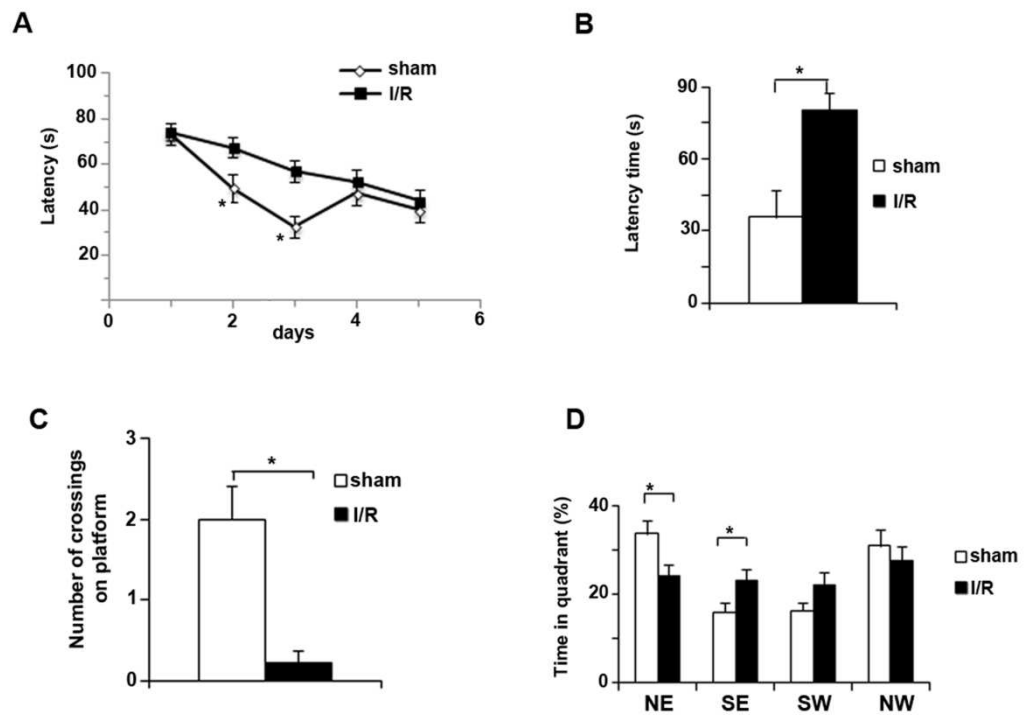 A
Latency (s)
100
80
60
40
20
0
2
4
6
days
sham
I/R
*
*
B
Latency time (s)
90
60
30
0
*
sham
I/R
C
Number of crossings
on platform
3
2
1
0
*
sham
I/R
D
Time in quadrant (%)
40
20
0
*
*
NE
SE
SW
NW
sham
I/R